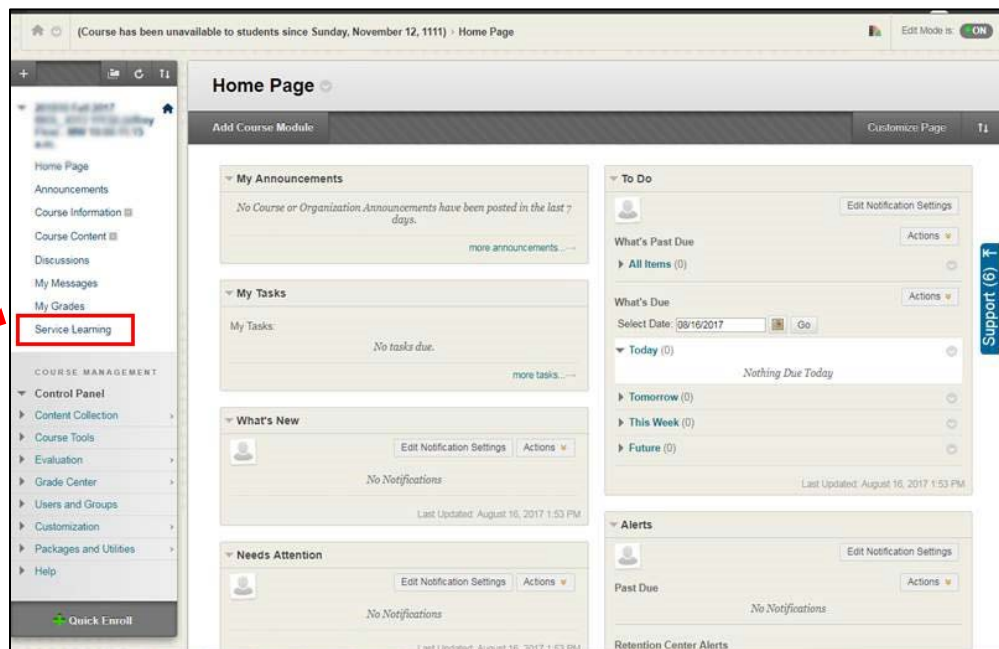 (Course has been unavailable to students since Sunday, November 12, 1111) › Home Page
Edit Mode is: ON
Home Page
Announcements
Course Information
Course Content
Discussions
My Messages
My Grades
Service Learning
COURSE MANAGEMENT
Control Panel
Content Collection
Course Tools
Evaluation
Grade Center
Users and Groups
Customization
Packages and Utilities
Help
Quick Enroll
Home Page
Add Course Module
Customize Page
My Announcements
No Course or Organization Announcements have been posted in the last 7
days.
more announcements...
My Tasks
My Tasks:
No tasks due.
more tasks...
What's New
Edit Notification Settings Actions
No Notifications
Last Updated: August 16, 2017 1:53 PM
Needs Attention
Edit Notification Settings Actions
No Notifications
Last Updated: August 16, 2017 1:53 PM
To Do
Edit Notification Settings
Actions
What's Past Due
All Items (0)
Actions
What's Due
Select Date: 08/16/2017 Go
Today (0)
Nothing Due Today
Tomorrow (0)
This Week (0)
Future (0)
Last Updated: August 16, 2017 1:53 PM
Alerts
Edit Notification Settings
Actions
Past Due
No Notifications
Retention Center Alerts
Support (6)